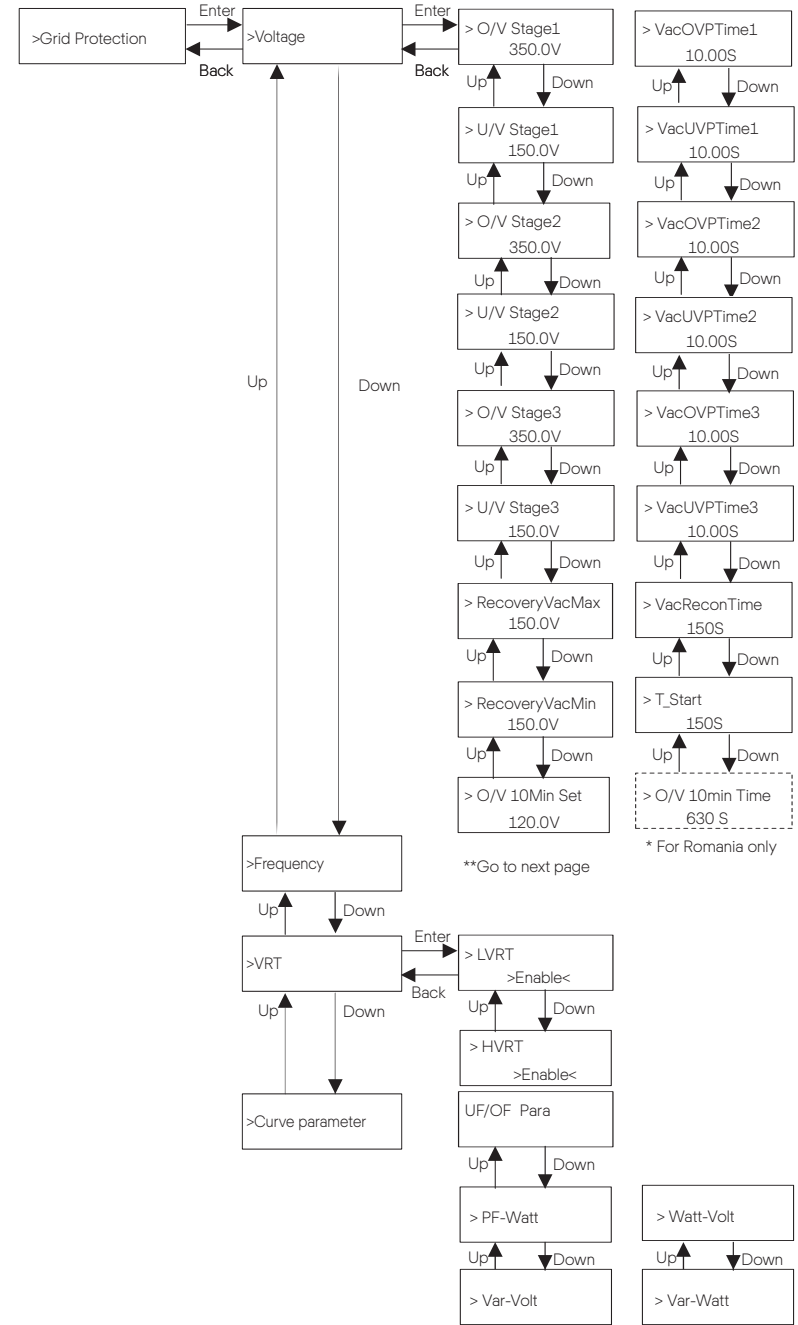 >Grid Protection
Enter
Back
>Voltage
Enter
Back
Up
Down
> O/V Stage1
350.0V
Up
Down
> U/V Stage1
150.0V
Up
Down
> O/V Stage2
350.0V
Up
Down
> U/V Stage2
150.0V
Up
Down
> O/V Stage3
350.0V
Up
Down
> U/V Stage3
150.0V
Up
Down
> RecoveryVacMax
150.0V
Up
Down
> RecoveryVacMin
150.0V
Up
Down
> O/V 10Min Set
120.0V
**Go to next page
> VacOVPTime1
10.00S
Up
Down
> VacUVPTime1
10.00S
Up
Down
> VacOVPTime2
10.00S
Up
Down
> VacUVPTime2
10.00S
Up
Down
> VacOVPTime3
10.00S
Up
Down
> VacUVPTime3
10.00S
Up
Down
> VacReconTime
150S
Up
Down
> T_Start
150S
Up
Down
> O/V 10min Time
630 S
* For Romania only
>Frequency
Up
Down
>VRT
Enter
Back
Up
Down
>Curve parameter
> LVRT
>Enable<
Up
Down
> HVRT
>Enable<
UF/OF Para
Up
Down
> PF-Watt
Up
Down
> Var-Volt
> Watt-Volt
Up
Down
> Var-Watt